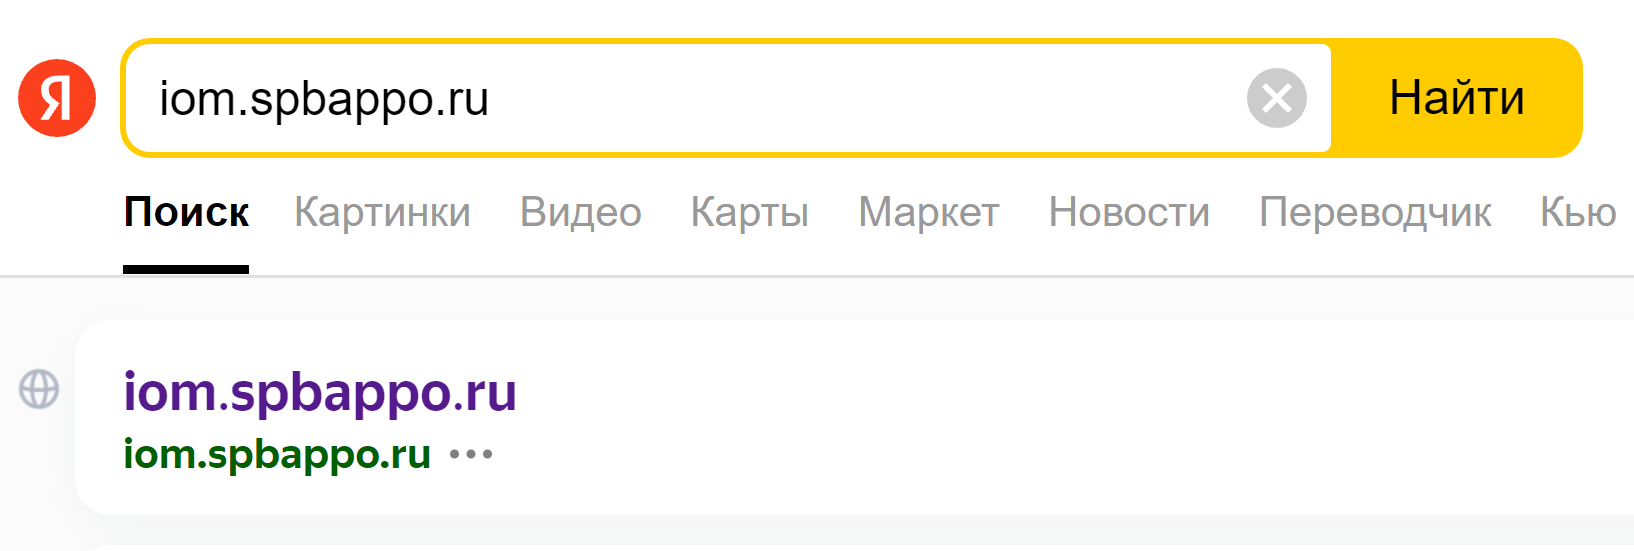 Я iom.spbappo.ru Найти
Поиск Картинки Видео Карты Маркет Новости Переводчик Кью
iom.spbappo.ru
iom.spbappo.ru